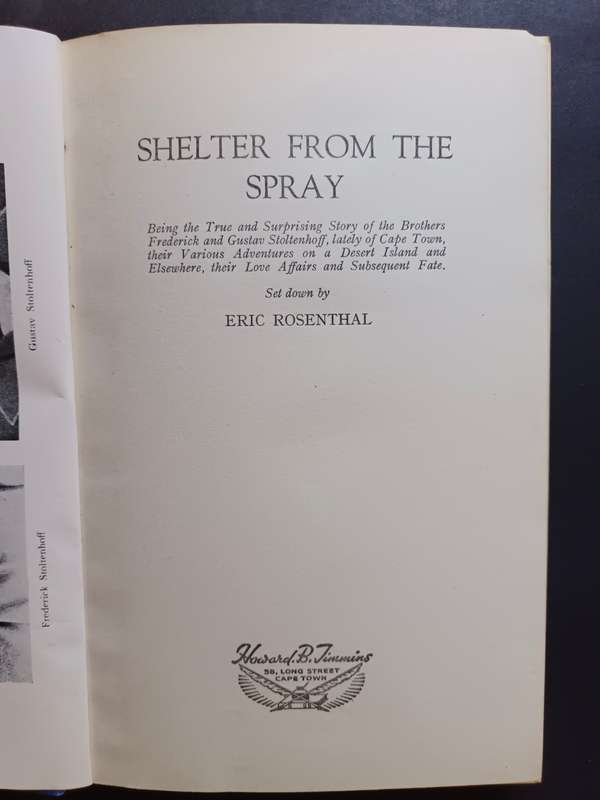 Gustav Stoltenhoff
Frederick Stoltenhoff
SHELTER FROM THE
SPRAY
Being the True and Surprising Story of the Brothers
Frederick and Gustav Stoltenhoff, lately of Cape Town,
their Various Adventures on a Desert Island and
Elsewhere, their Love Affairs and Subsequent Fate.
Set down by
ERIC ROSENTHAL
Howard. B. Timmins
58, LONG STREET
CAPE TOWN